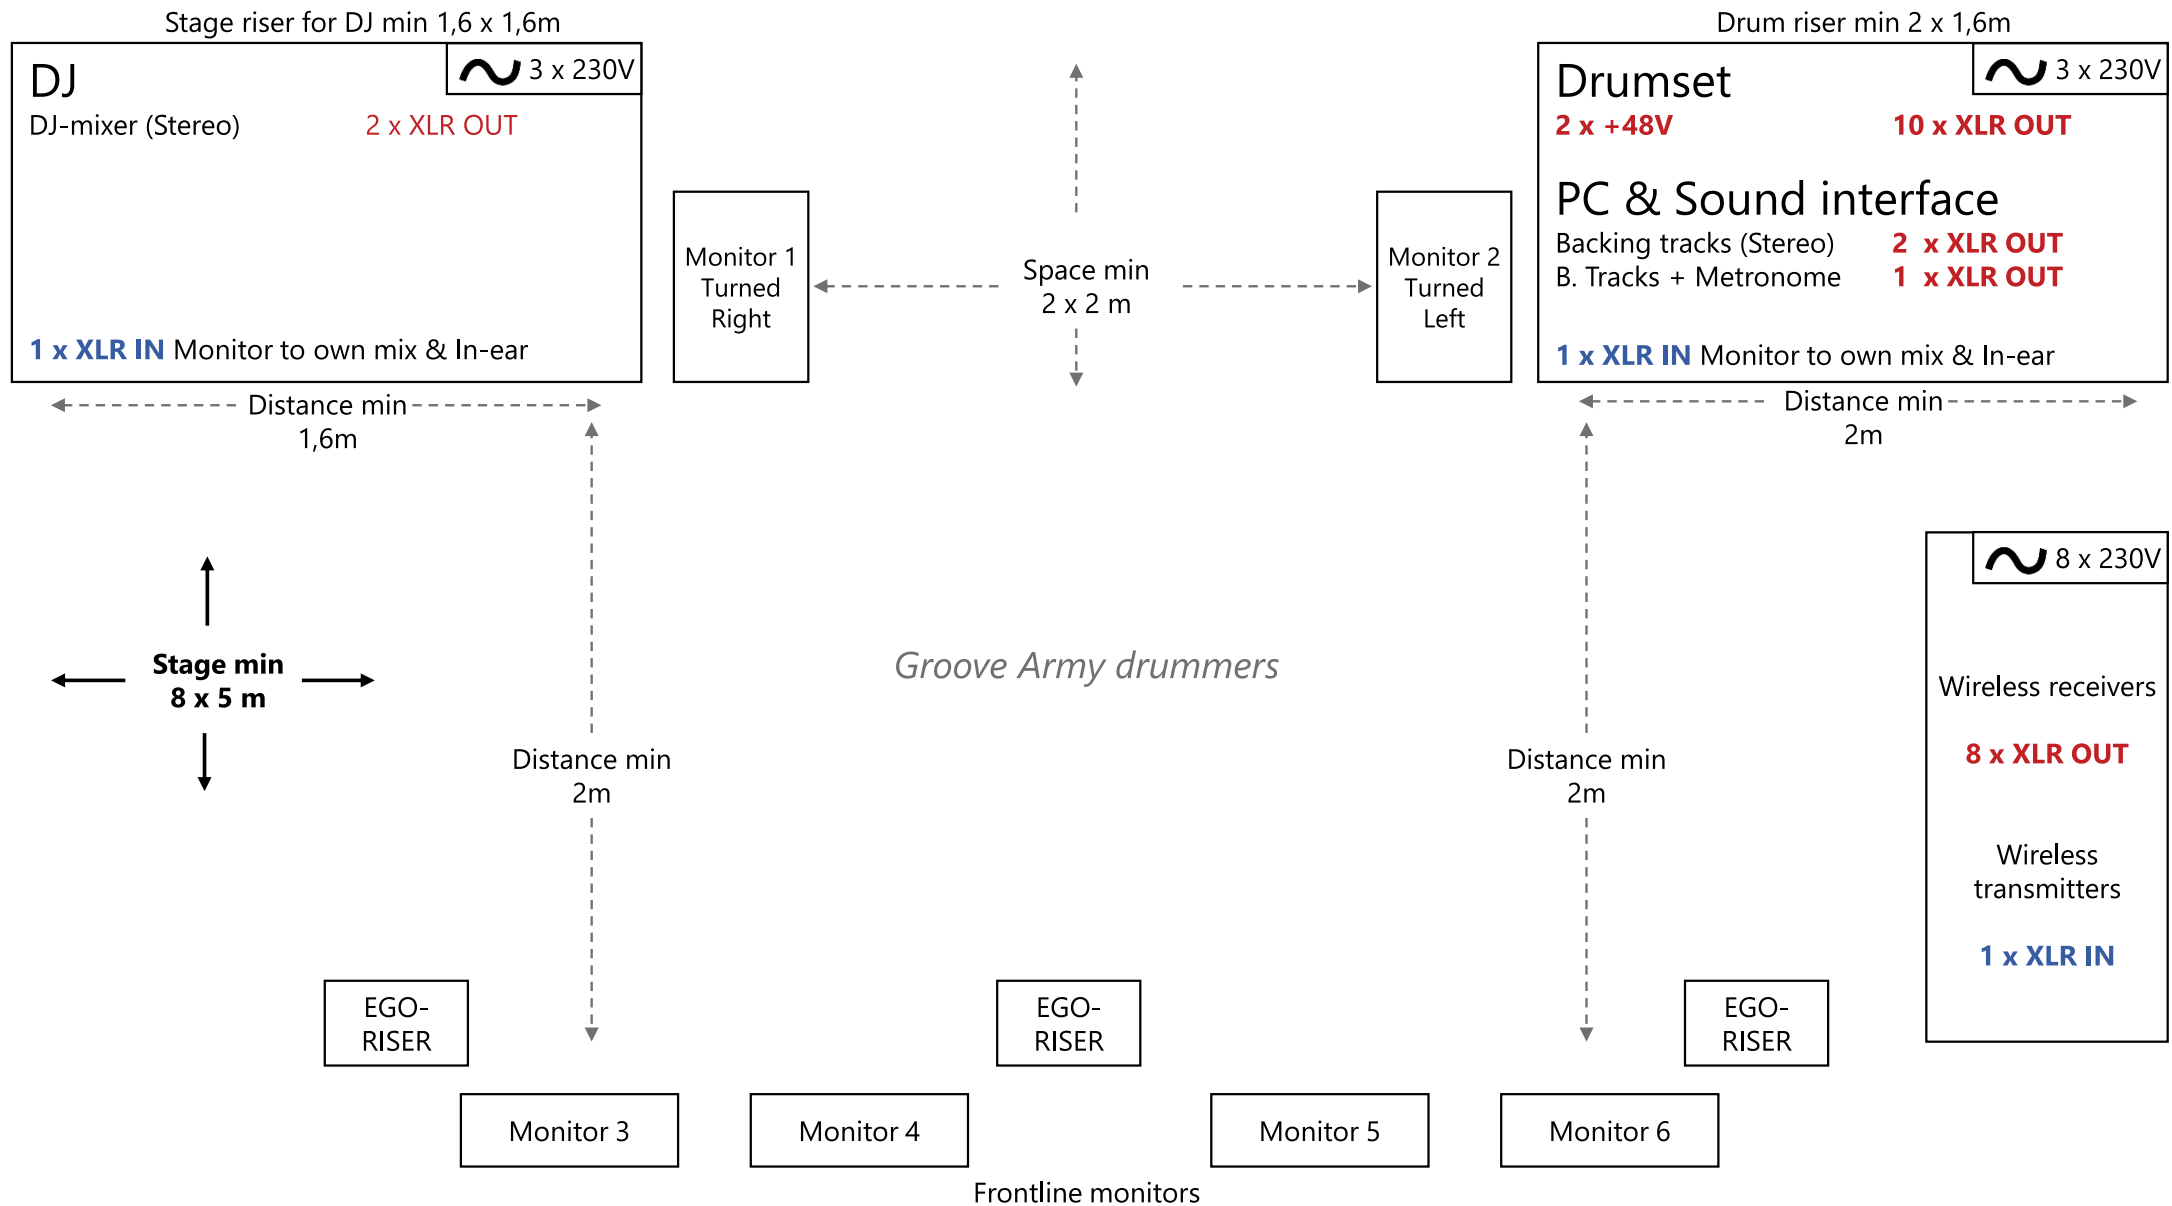 Stage riser for DJ min 1,6 x 1,6m
DJ
3 x 230V
DJ-mixer (Stereo) 2 x XLR OUT
1 x XLR IN Monitor to own mix & In-ear
Distance min
1,6m
Monitor 1
Turned
Right
Space min
2 x 2 m
Monitor 2
Turned
Left
Drum riser min 2 x 1,6m
Drumset
3 x 230V
2 x +48V 10 x XLR OUT
PC & Sound interface
Backing tracks (Stereo) 2 x XLR OUT
B. Tracks + Metronome 1 x XLR OUT
1 x XLR IN Monitor to own mix & In-ear
Distance min
2m
Stage min
8 x 5 m
Distance min
2m
Groove Army drummers
Distance min
2m
8 x 230V
Wireless receivers
8 x XLR OUT
Wireless
transmitters
1 x XLR IN
EGO-
RISER
EGO-
RISER
EGO-
RISER
Monitor 3
Monitor 4
Monitor 5
Monitor 6
Frontline monitors